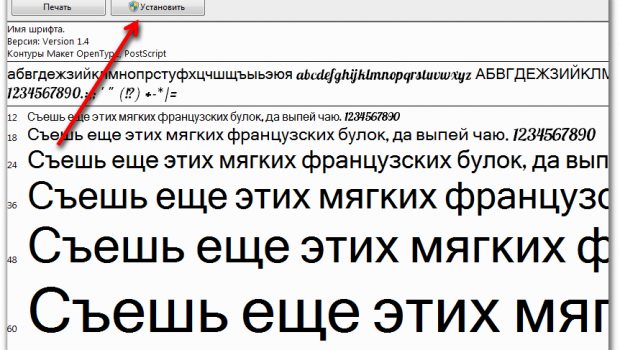 Печать Установить
Имя шрифта.
Версия: Version 1.4
Контуры Макет OpenType, PostScript
абвгдежзийклмнопрстуфхцчшщъыьэюя abcdefghijklmnopqrstuvwxyz АБВГДЕЖЗИЙКЛМ
1234567890.:,; ' " (!?) +-*/=
12 Съешь еще этих мягких французских булок, да выпей чаю. 1234567890
18 Съешь еще этих мягких французских булок, да выпей чаю. 1234567890
24 Съешь еще этих мягких французских булок, да вып
36 Съешь еще этих мягких французс
48 Съешь еще этих мягких ф
60 Съешь еще этих мяг